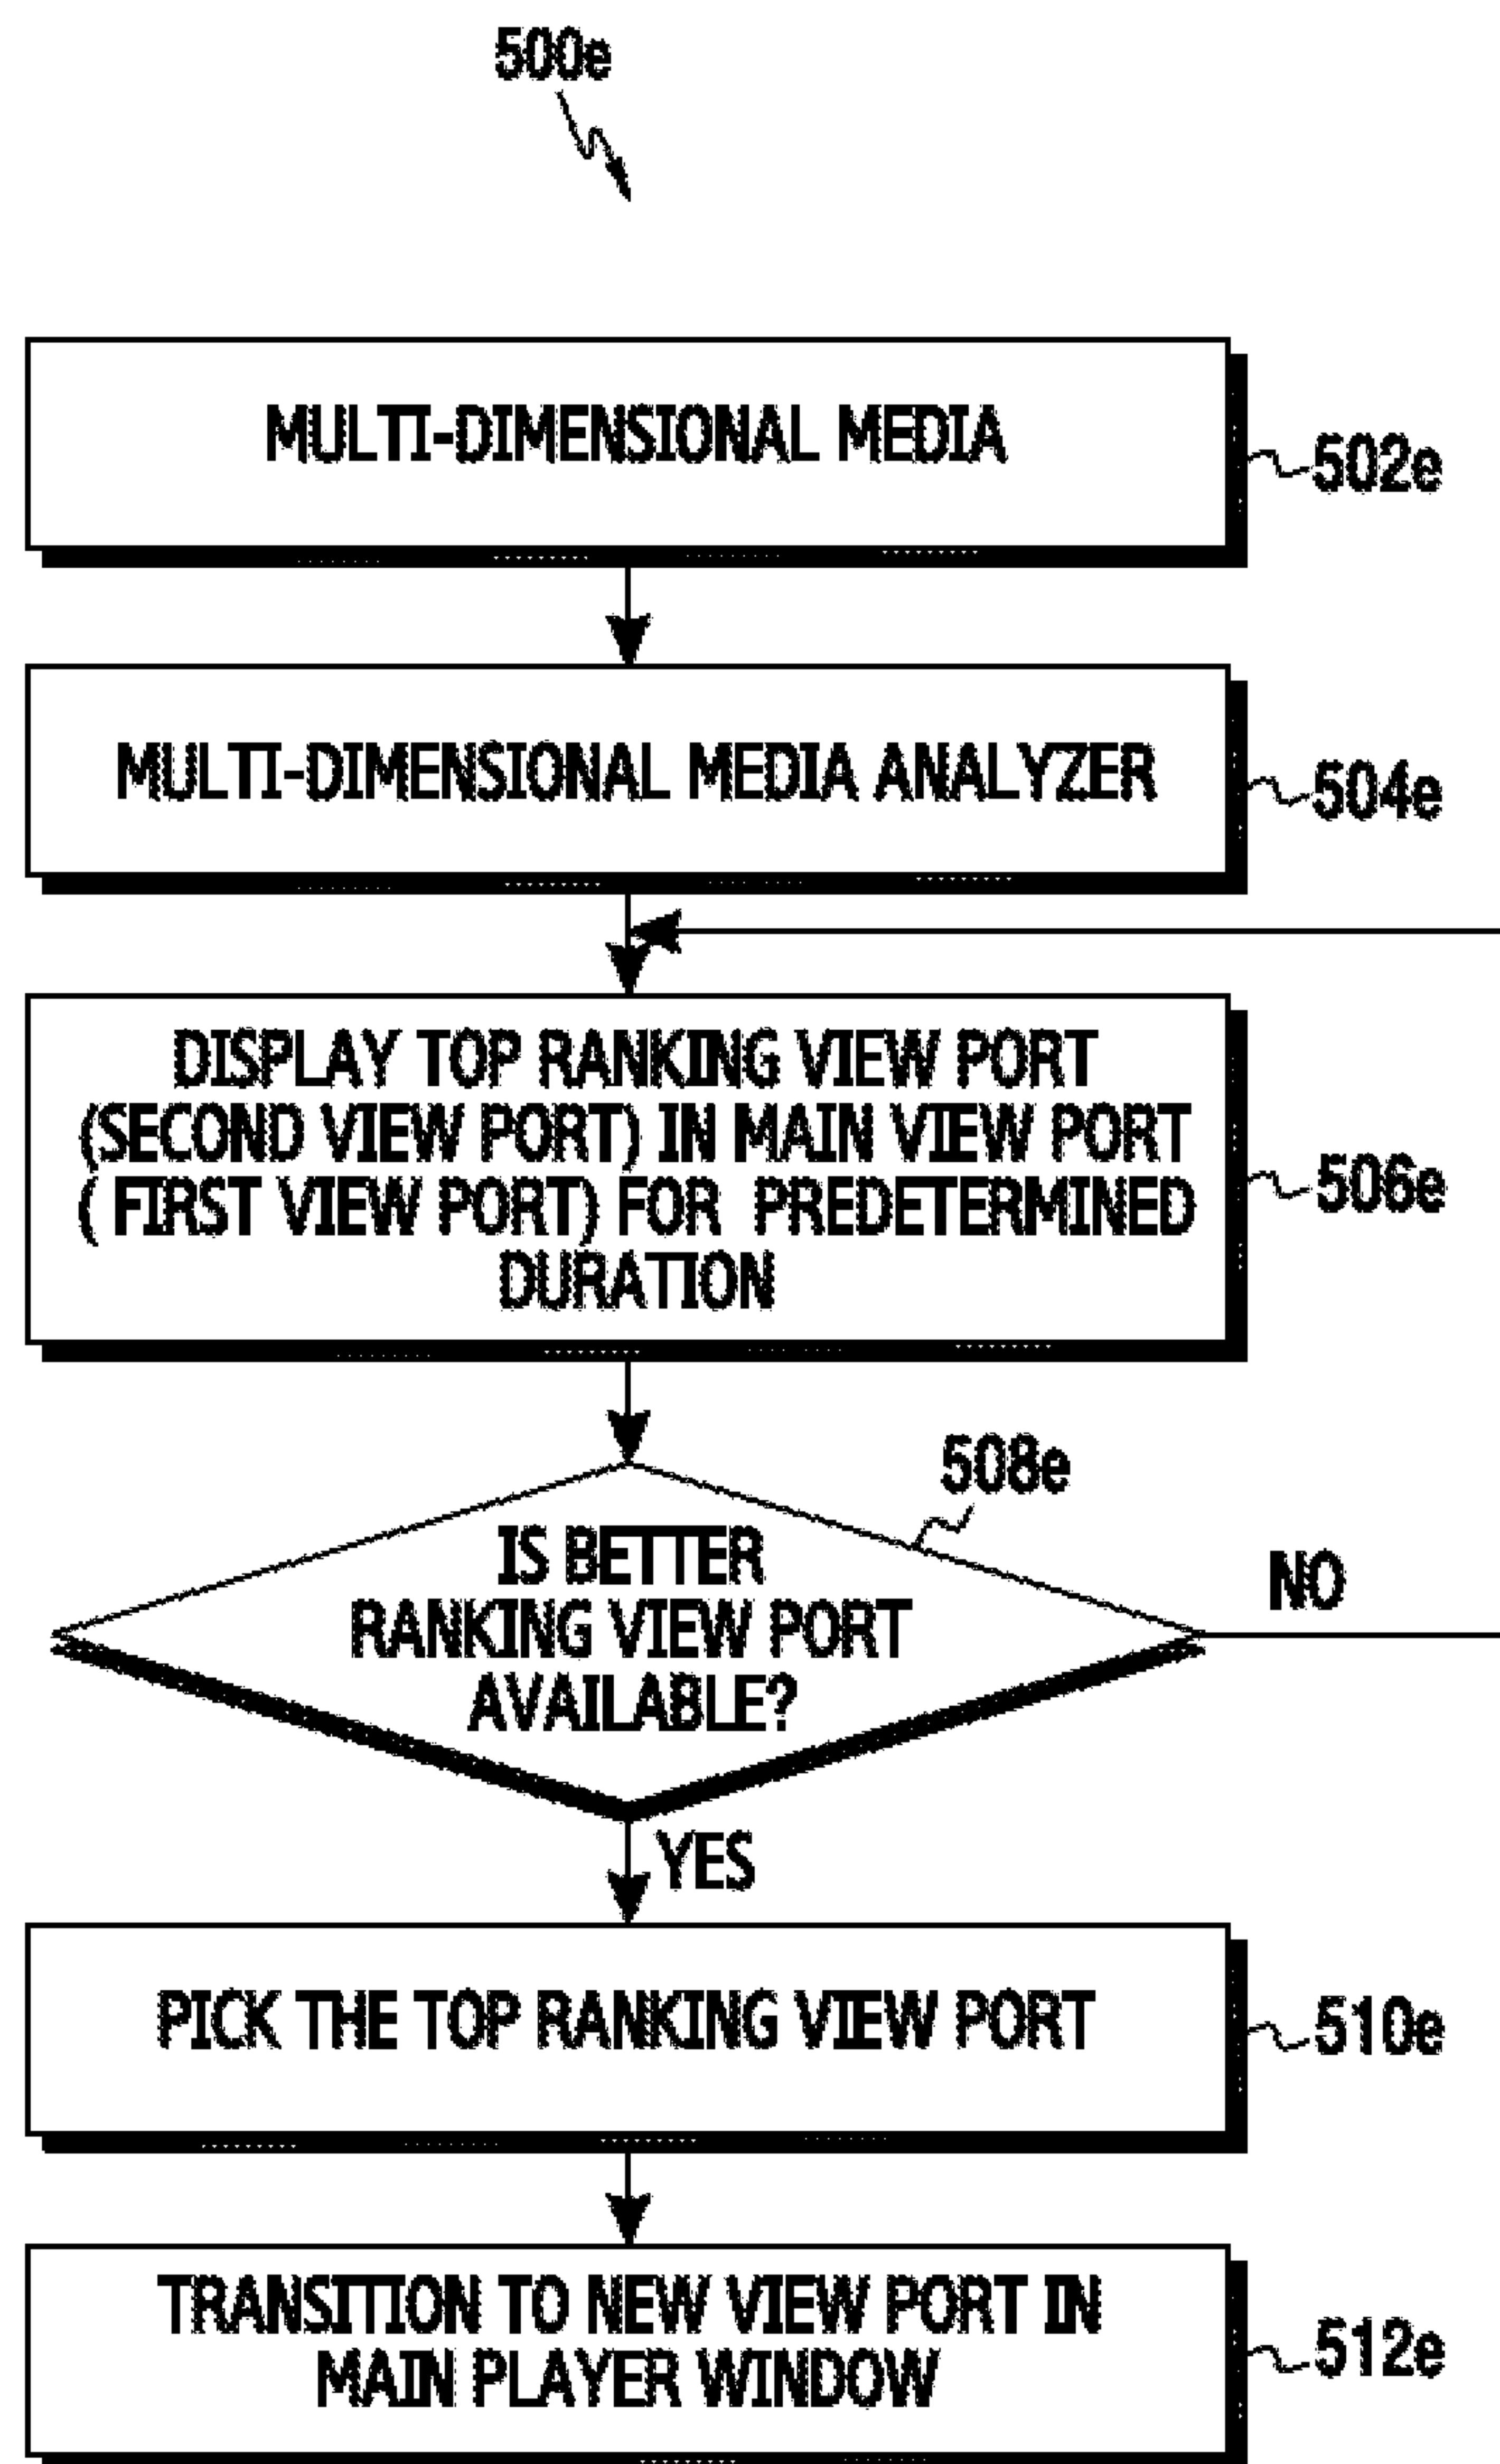 500e
MULTI-DIMENSIONAL MEDIA
502e
MULTI-DIMENSIONAL MEDIA ANALYZER
504e
DISPLAY TOP RANKING VIEW PORT
(SECOND VIEW PORT) IN MAIN VIEW PORT
( FIRST VIEW PORT) FOR PREDETERMINED
DURATION
506e
508e
IS BETTER
RANKING VIEW PORT
AVAILABLE?
NO
YES
PICK THE TOP RANKING VIEW PORT
510e
TRANSITION TO NEW VIEW PORT IN
MAIN PLAYER WINDOW
512e